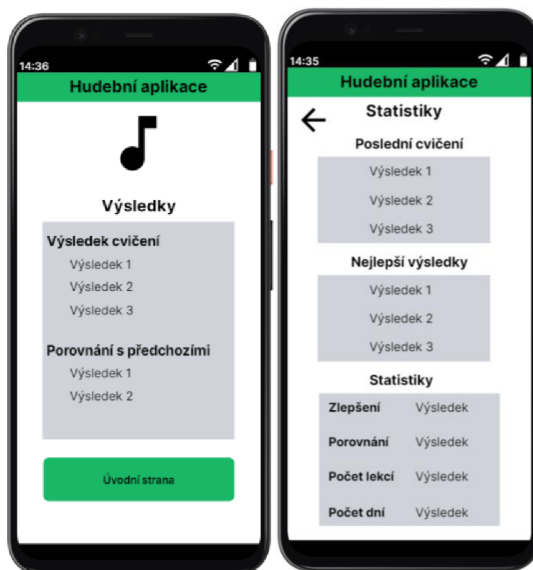 14:36
Hudební aplikace
Výsledky
Výsledek cvičení
Výsledek 1
Výsledek 2
Výsledek 3
Porovnání s předchozími
Výsledek 1
Výsledek 2
Úvodní strana
14:35
Hudební aplikace
Statistiky
Poslední cvičení
Výsledek 1
Výsledek 2
Výsledek 3
Nejlepší výsledky
Výsledek 1
Výsledek 2
Výsledek 3
Statistiky
Zlepšení Výsledek
Porovnání Výsledek
Počet lekcí Výsledek
Počet dní Výsledek